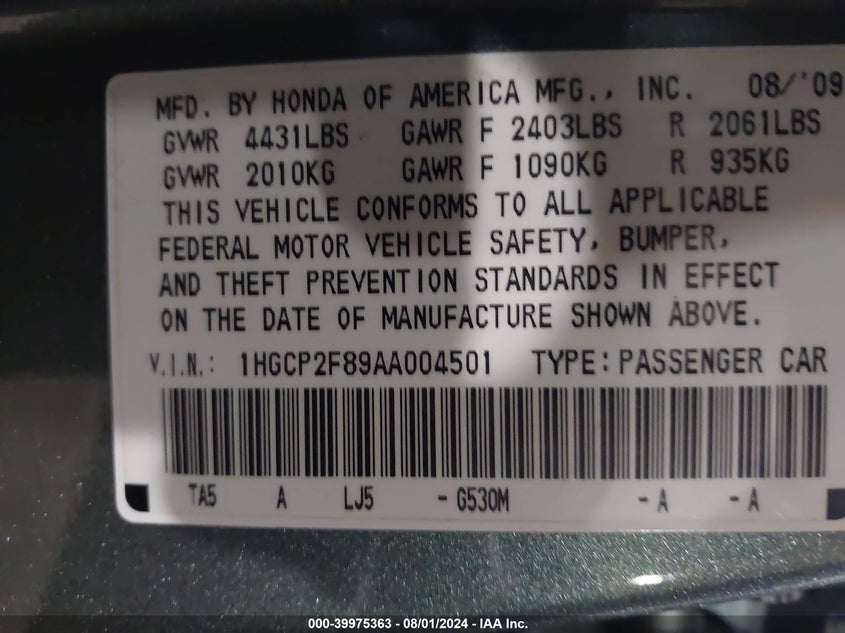 MFD. BY HONDA OF AMERICA MFG., INC. 08/'09
GVWR 4431LBS GAWR F 2403LBS R 2061LBS
GVWR 2010KG GAWR F 1090KG R 935KG
THIS VEHICLE CONFORMS TO ALL APPLICABLE
FEDERAL MOTOR VEHICLE SAFETY, BUMPER,
AND THEFT PREVENTION STANDARDS IN EFFECT
ON THE DATE OF MANUFACTURE SHOWN ABOVE.
V.I.N.: 1HGCP2F89AA004501 TYPE: PASSENGER CAR
TA5 A LJ5 - G530M - A - A
000-39975363 - 08/01/2024 - IAA Inc.